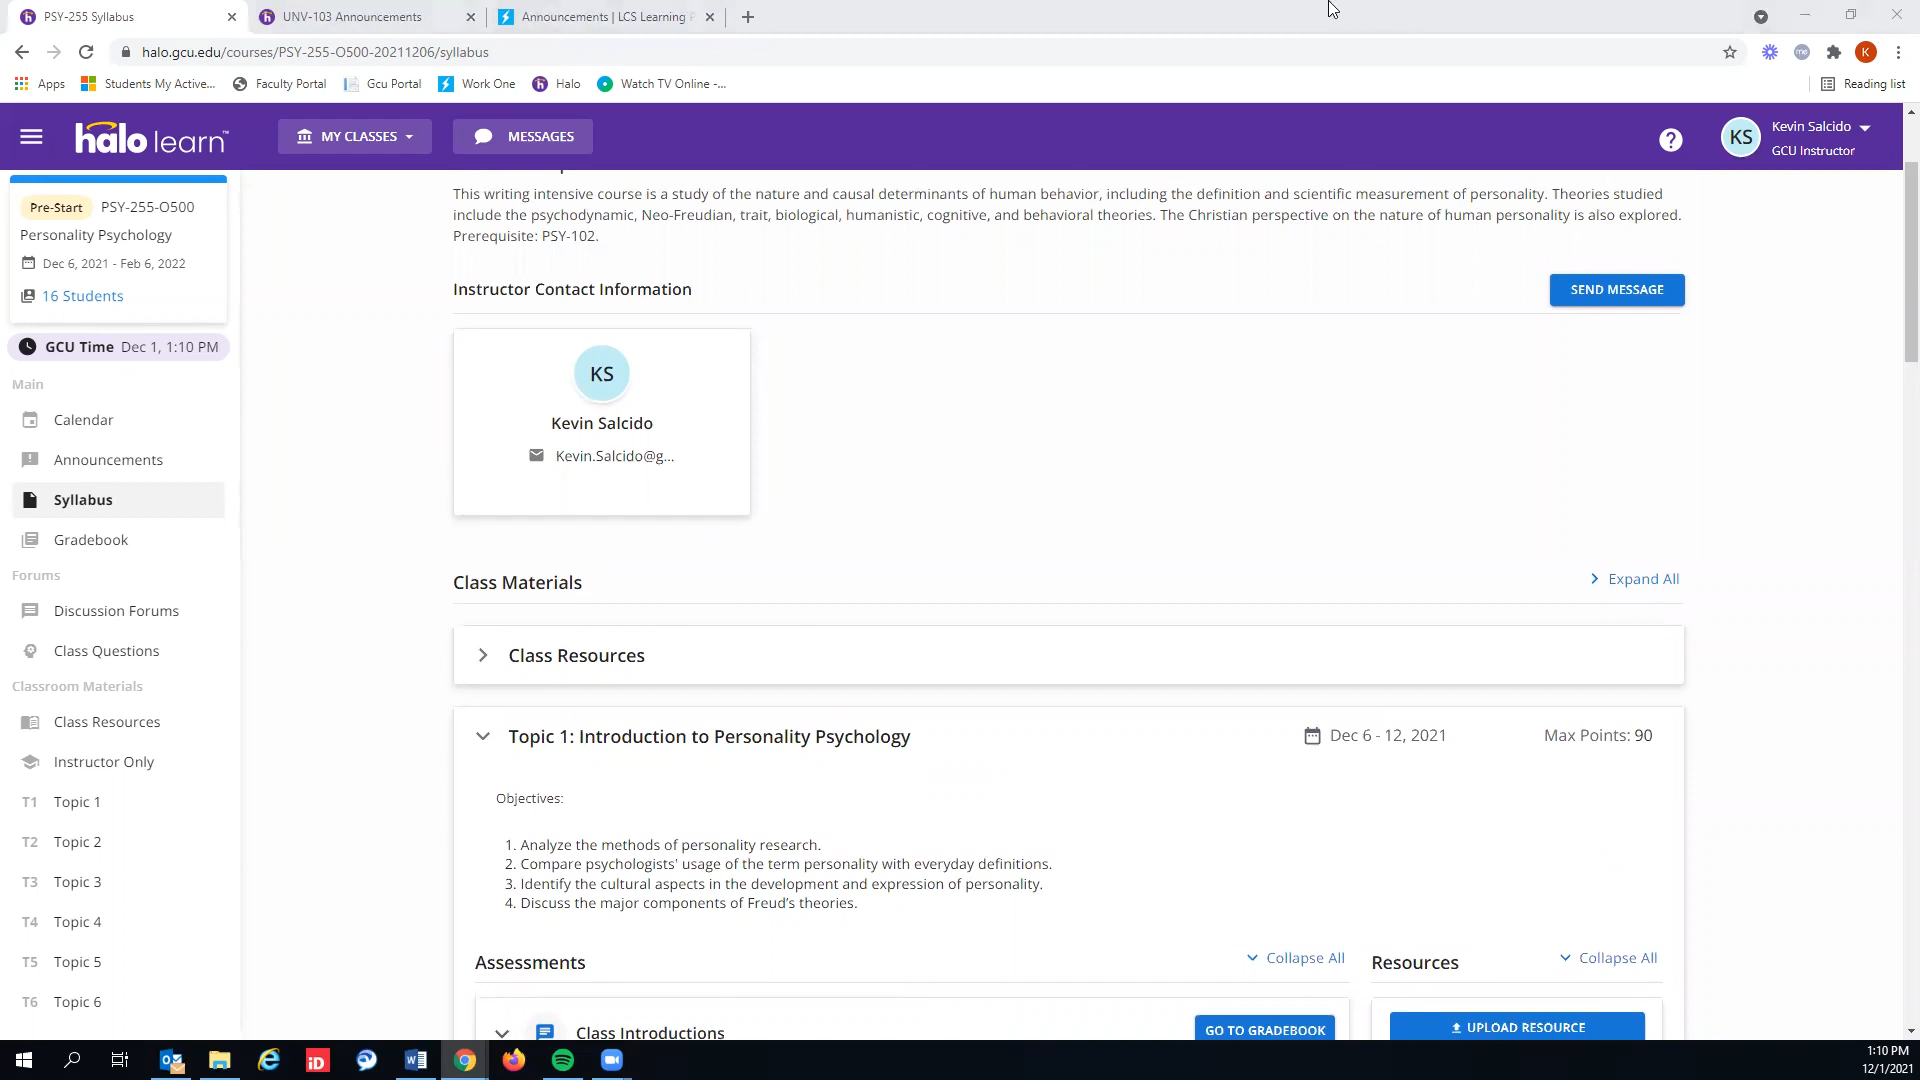 PSY-255 Syllabus
UNV-103 Announcements
Announcements | LCS Learning
halo.gcu.edu/courses/PSY-255-O500-20211206/syllabus
K
Apps
Students My Active...
Faculty Portal
Gcu Portal
Work One
Halo
Watch TV Online -...
Reading list
halo learn™
MY CLASSES
MESSAGES
?
KS
Kevin Salcido
GCU Instructor
Pre-Start PSY-255-O500
Personality Psychology
Dec 6, 2021 - Feb 6, 2022
16 Students
GCU Time Dec 1, 1:10 PM
Main
Calendar
Announcements
Syllabus
Gradebook
Forums
Discussion Forums
Class Questions
Classroom Materials
Class Resources
Instructor Only
T1 Topic 1
T2 Topic 2
T3 Topic 3
T4 Topic 4
T5 Topic 5
T6 Topic 6
This writing intensive course is a study of the nature and causal determinants of human behavior, including the definition and scientific measurement of personality. Theories studied
include the psychodynamic, Neo-Freudian, trait, biological, humanistic, cognitive, and behavioral theories. The Christian perspective on the nature of human personality is also explored.
Prerequisite: PSY-102.
Instructor Contact Information
SEND MESSAGE
KS
Kevin Salcido
Kevin.Salcido@g...
Class Materials
Expand All
Class Resources
Topic 1: Introduction to Personality Psychology
Dec 6 - 12, 2021
Max Points: 90
Objectives:
1. Analyze the methods of personality research.
2. Compare psychologists' usage of the term personality with everyday definitions.
3. Identify the cultural aspects in the development and expression of personality.
4. Discuss the major components of Freud's theories.
Assessments
Collapse All
Resources
Collapse All
Class Introductions
GO TO GRADEBOOK
UPLOAD RESOURCE
1:10 PM
12/1/2021